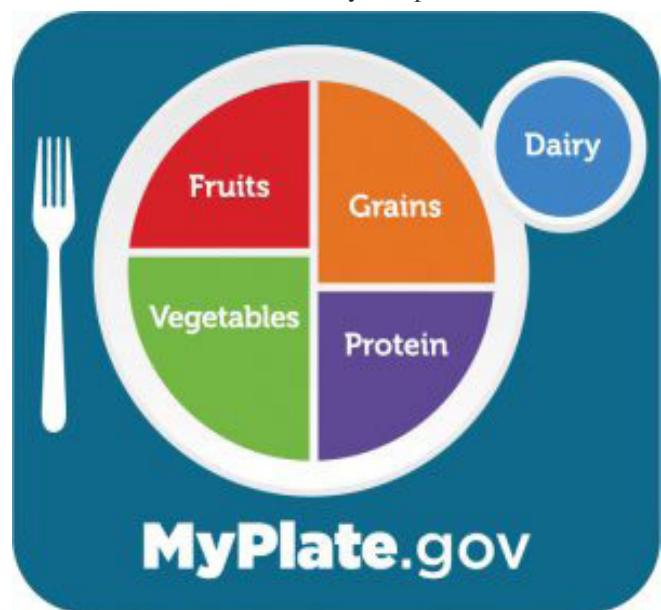 Fruits
Grains
Dairy
Vegetables
Protein
MyPlate.gov